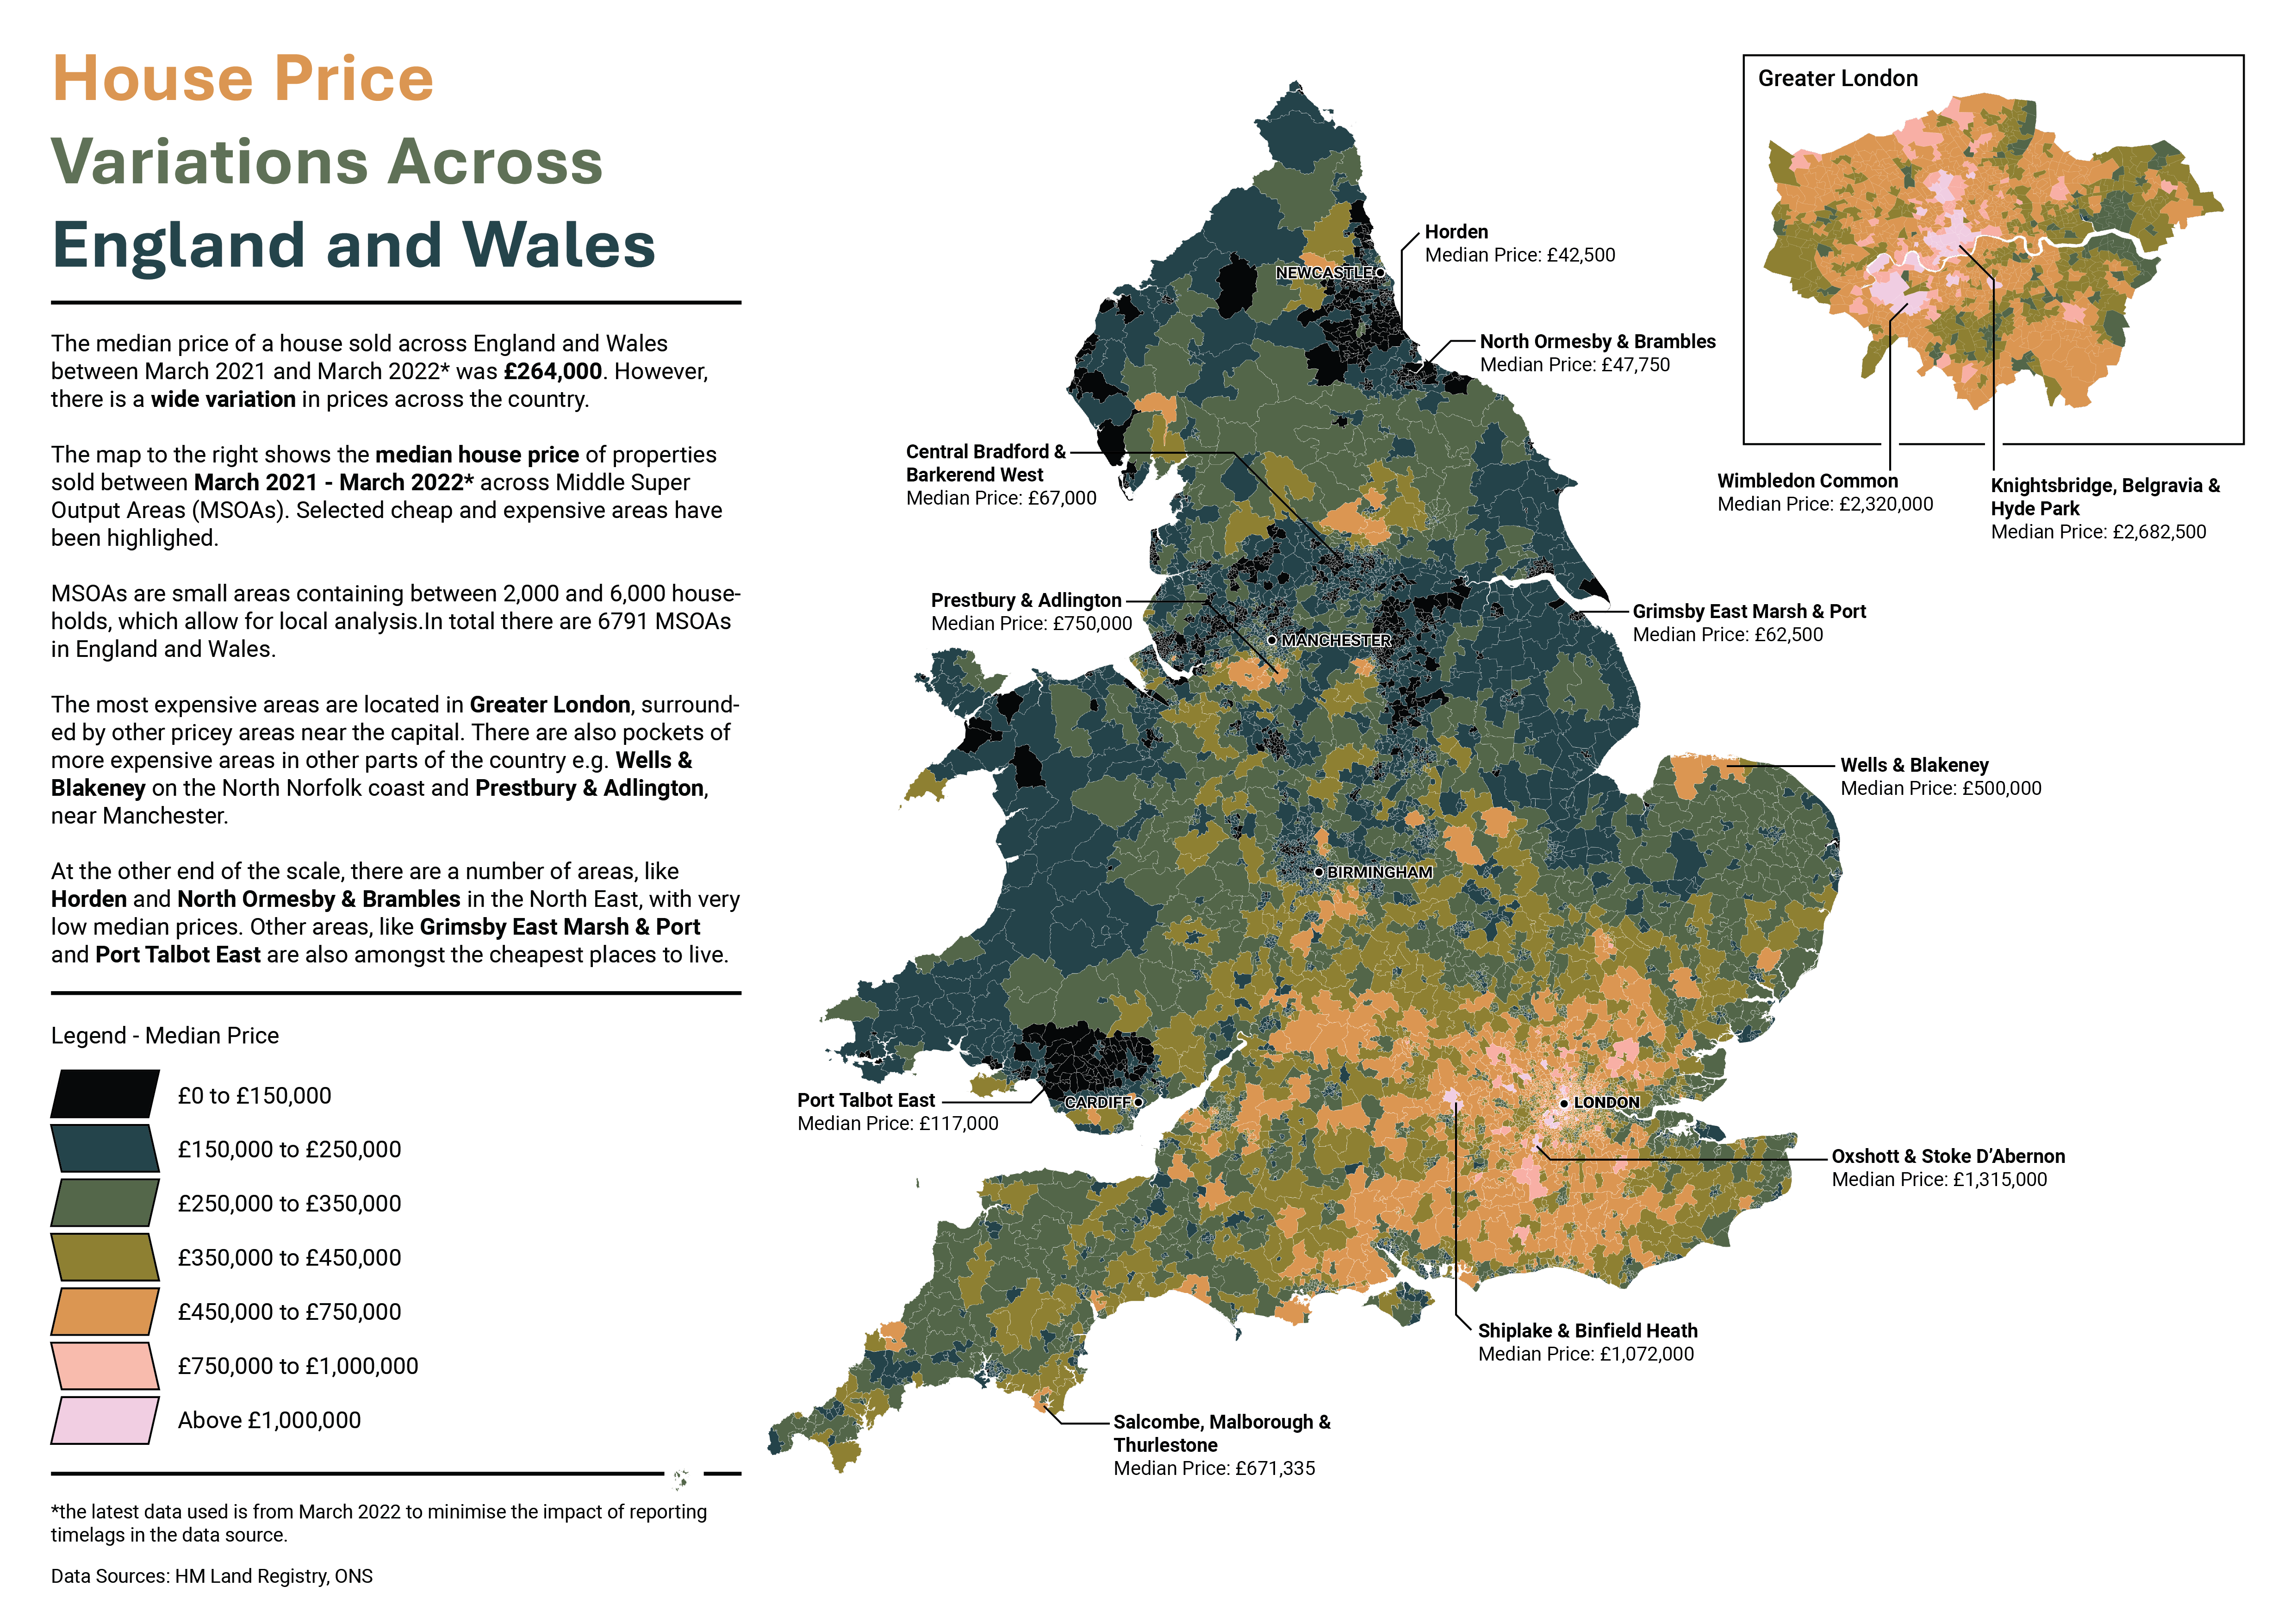 House Price
Variations Across
England and Wales
The median price of a house sold across England and Wales
between March 2021 and March 2022* was £264,000. However,
there is a wide variation in prices across the country.
The map to the right shows the median house price of properties
sold between March 2021 - March 2022* across Middle Super
Output Areas (MSOAs). Selected cheap and expensive areas have
been highlighed.
MSOAs are small areas containing between 2,000 and 6,000 house-
holds, which allow for local analysis.In total there are 6791 MSOAs
in England and Wales.
The most expensive areas are located in Greater London, surround-
ed by other pricey areas near the capital. There are also pockets of
more expensive areas in other parts of the country e.g. Wells &
Blakeney on the North Norfolk coast and Prestbury & Adlington,
near Manchester.
At the other end of the scale, there are a number of areas, like
Horden and North Ormesby & Brambles in the North East, with very
low median prices. Other areas, like Grimsby East Marsh & Port
and Port Talbot East are also amongst the cheapest places to live.
Legend - Median Price
£0 to £150,000
£150,000 to £250,000
£250,000 to £350,000
£350,000 to £450,000
£450,000 to £750,000
£750,000 to £1,000,000
Above £1,000,000
*the latest data used is from March 2022 to minimise the impact of reporting
timelags in the data source.
Data Sources: HM Land Registry, ONS
Greater London
Wimbledon Common
Median Price: £2,320,000
Knightsbridge, Belgravia &
Hyde Park
Median Price: £2,682,500
Horden
Median Price: £42,500
NEWCASTLE
North Ormesby & Brambles
Median Price: £47,750
Central Bradford &
Barkerend West
Median Price: £67,000
Prestbury & Adlington
Median Price: £750,000
MANCHESTER
Grimsby East Marsh & Port
Median Price: £62,500
Wells & Blakeney
Median Price: £500,000
BIRMINGHAM
Port Talbot East
Median Price: £117,000
CARDIFF
LONDON
Oxshott & Stoke D’Abernon
Median Price: £1,315,000
Shiplake & Binfield Heath
Median Price: £1,072,000
Salcombe, Malborough &
Thurlestone
Median Price: £671,335